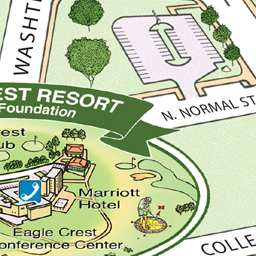 WASHT
N. NORMAL ST
EST RESORT
Foundation
est
ub
Marriott
Hotel
Eagle Crest
onference Center
COLLE